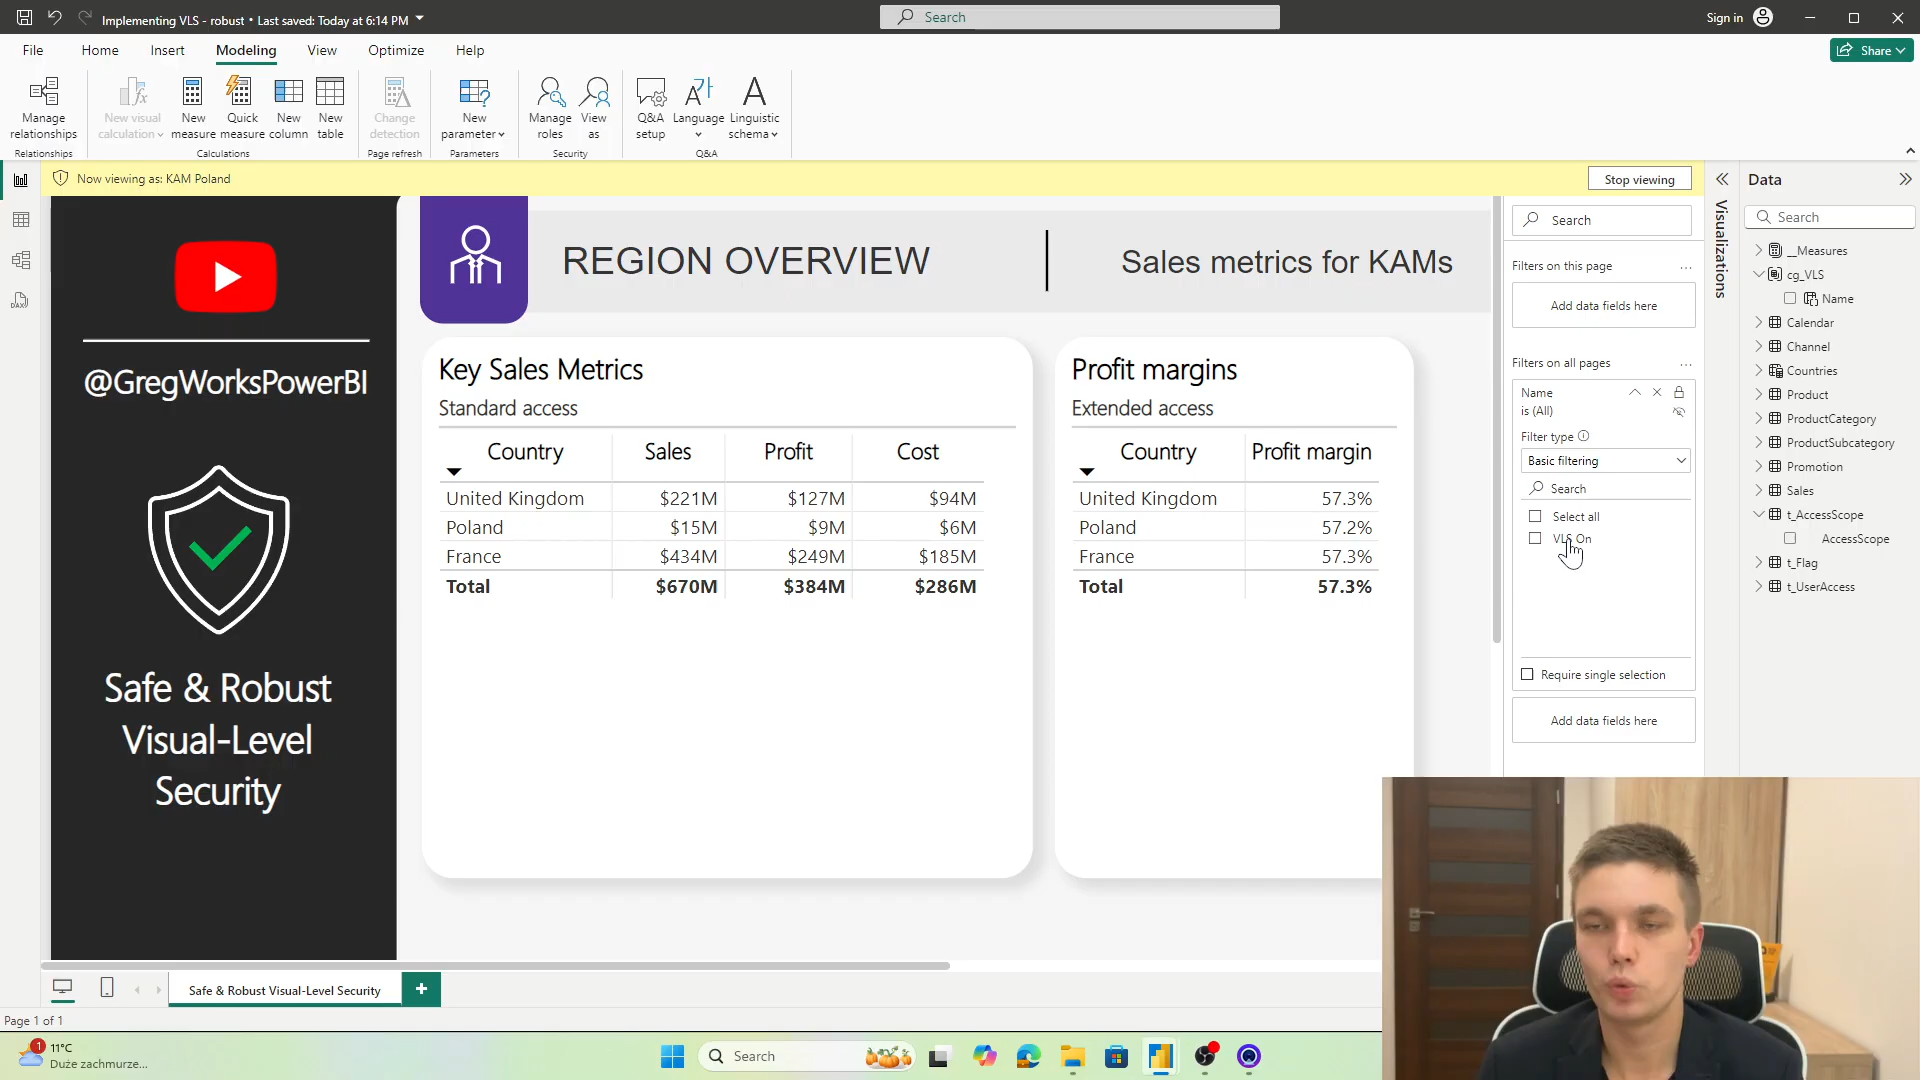 Implementing VLS - robust • Last saved: Today at 6:14 PM
Search
Sign in
File
Home
Insert
Modeling
View
Optimize
Help
Share
Manage
relationships
Relationships
New visual
calculation
New
measure
Quick
measure
New
column
New
table
Calculations
Change
detection
Page refresh
New
parameter
Parameters
Manage
roles
View
as
Security
Q&A
setup
Language
Linguistic
schema
Q&A
Now viewing as: KAM Poland
Stop viewing
@GregWorksPowerBI
Safe & Robust
Visual-Level
Security
REGION OVERVIEW
Sales metrics for KAMs
Key Sales Metrics
Standard access
Country Sales Profit Cost
United Kingdom $221M $127M $94M
Poland $15M $9M $6M
France $434M $249M $185M
Total $670M $384M $286M
Profit margins
Extended access
Country Profit margin
United Kingdom 57.3%
Poland 57.2%
France 57.3%
Total 57.3%
Search
Filters on this page
Add data fields here
Filters on all pages
Name
is (All)
Filter type
Basic filtering
Search
Select all
VLS On
Require single selection
Add data fields here
Visualizations
Data
Search
__Measures
cg_VLS
Name
Calendar
Channel
Countries
Product
ProductCategory
ProductSubcategory
Promotion
Sales
t_AccessScope
AccessScope
t_Flag
t_UserAccess
DAX
Safe & Robust Visual-Level Security
Page 1 of 1
1
11°C
Duże zachmurze...
Search